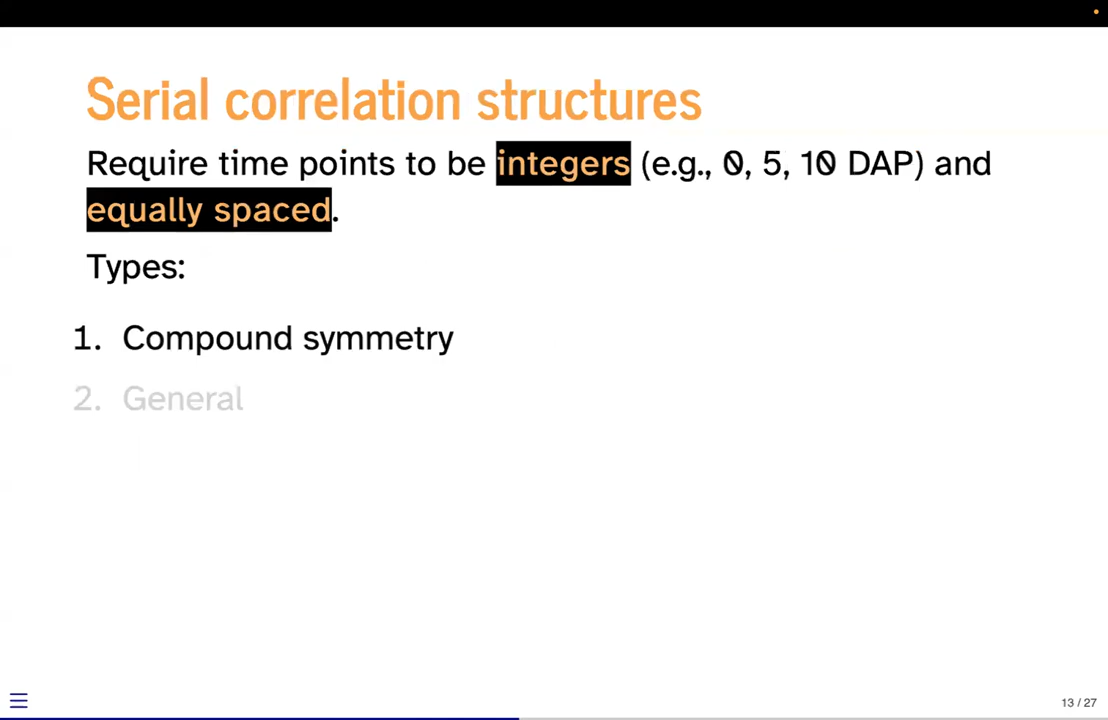 Serial correlation structures
Require time points to be integers (e.g., 0, 5, 10 DAP) and
equally spaced.
Types:
1. Compound symmetry
2. General
13 / 27